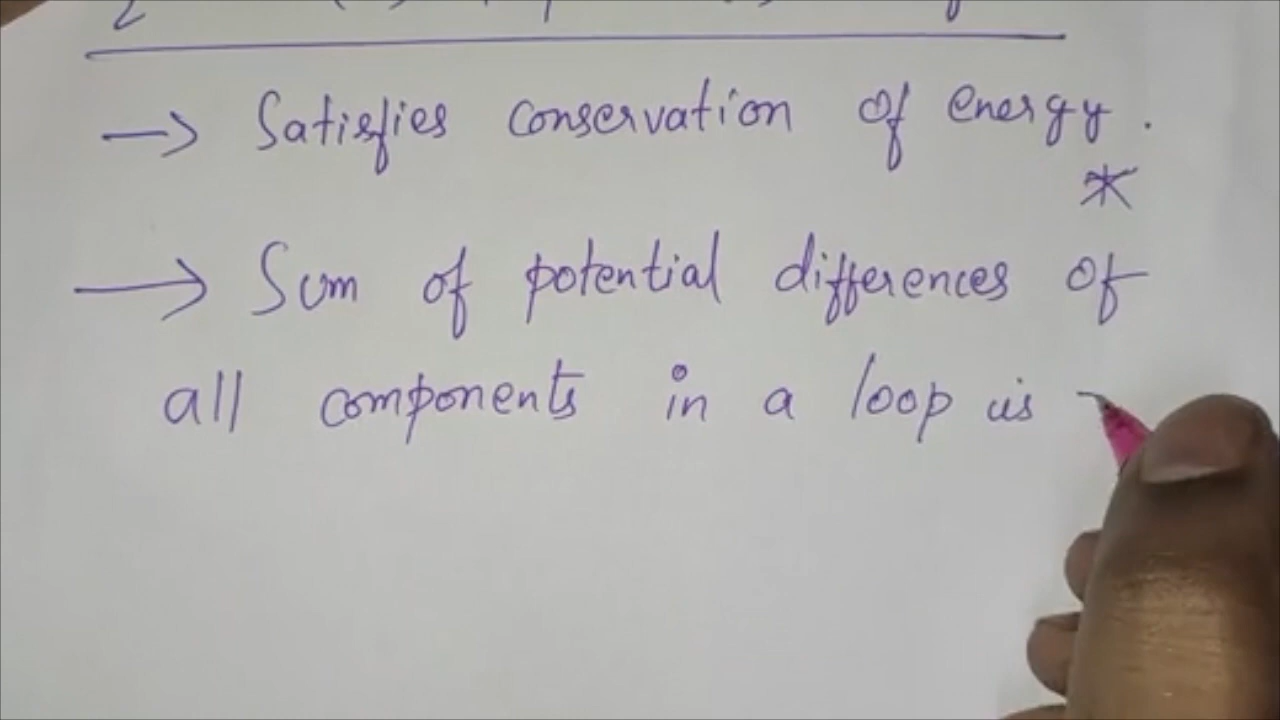 → Satisfies conservation of energy .
*
→ Sum of potential differences of
all components in a loop is